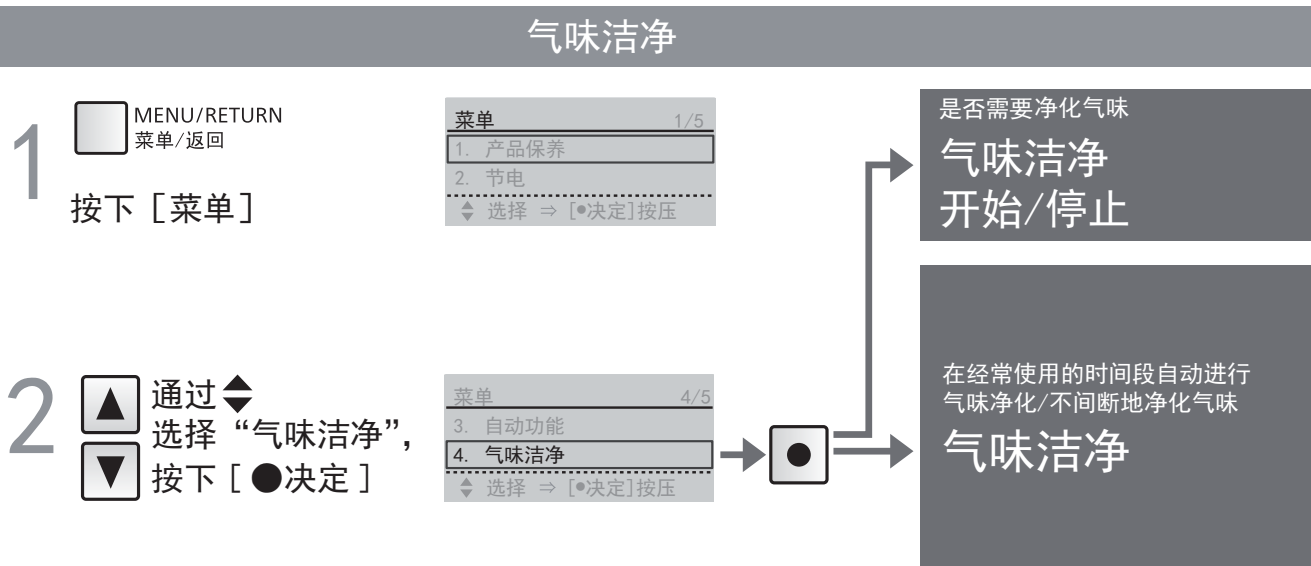 气味洁净
1
MENU/RETURN
菜单/返回
按下［菜单］
菜单 1/5
1. 产品保养
2. 节电
选择 ⇒ [●决定]按压
是否需要净化气味
气味洁净
开始/停止
2
▲ 通过◆
选择“气味洁净”，
▼ 按下［●决定］
菜单 4/5
3. 自动功能
4. 气味洁净
选择 ⇒ [●决定]按压
在经常使用的时间段自动进行
气味净化/不间断地净化气味
气味洁净